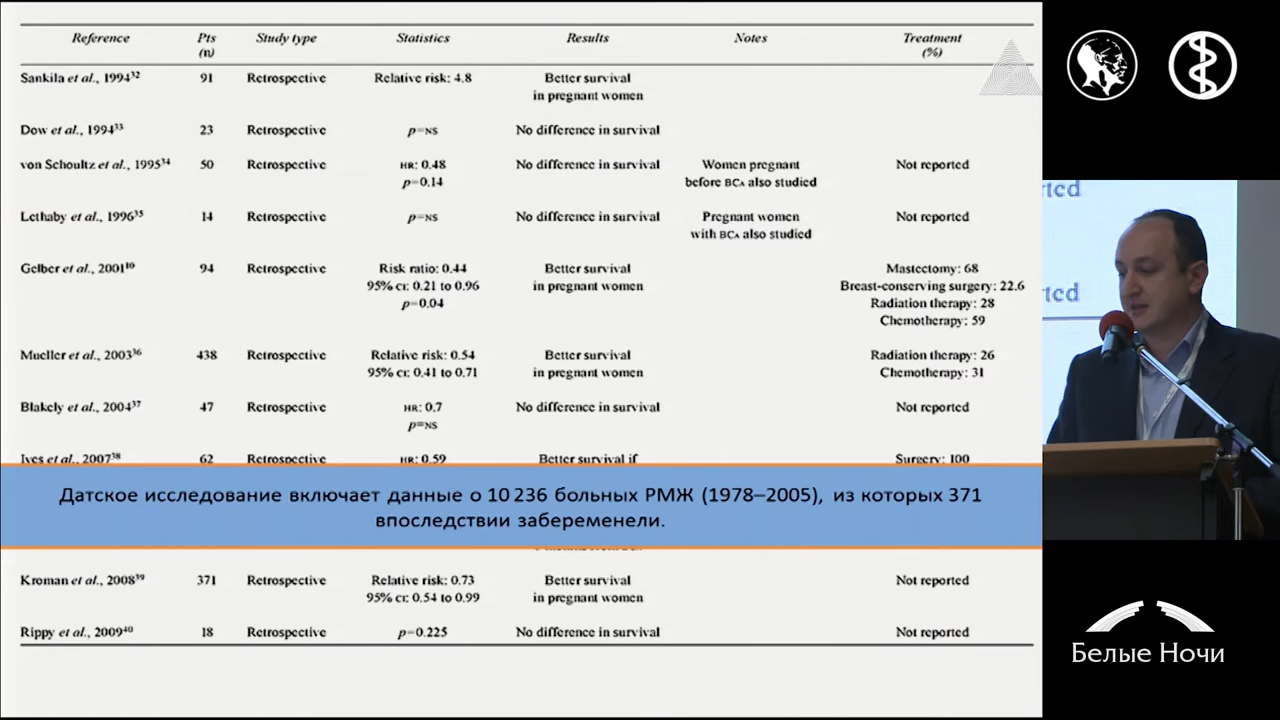 Reference Pts Study type Statistics Results Notes Treatment
(n) (%)
Sankila et al., 1994³² 91 Retrospective Relative risk: 4.8 Better survival
in pregnant women
Dow et al., 1994³³ 23 Retrospective p=NS No difference in survival
von Schoultz et al., 1995³⁴ 50 Retrospective HR: 0.48 No difference in survival Women pregnant Not reported
p=0.14 before BCA also studied
Lethaby et al., 1996³⁵ 14 Retrospective p=NS No difference in survival Pregnant women Not reported
with BCA also studied
Gelber et al., 2001¹⁰ 94 Retrospective Risk ratio: 0.44 Better survival Mastectomy: 68
95% CI: 0.21 to 0.96 in pregnant women Breast-conserving surgery: 22.6
p=0.04 Radiation therapy: 28
Chemotherapy: 59
Mueller et al., 2003³⁶ 438 Retrospective Relative risk: 0.54 Better survival Radiation therapy: 26
95% CI: 0.41 to 0.71 in pregnant women Chemotherapy: 31
Blakely et al., 2004³⁷ 47 Retrospective HR: 0.7 No difference in survival Not reported
p=NS
Ives et al., 2007³⁸ 62 Retrospective HR: 0.59 Better survival if Surgery: 100
Датское исследование включает данные о 10 236 больных РМЖ (1978–2005), из которых 371
впоследствии забеременели.
Kroman et al., 2008³⁹ 371 Retrospective Relative risk: 0.73 Better survival Not reported
95% CI: 0.54 to 0.99 in pregnant women
Rippy et al., 2009⁴⁰ 18 Retrospective p=0.225 No difference in survival Not reported
Белые Ночи